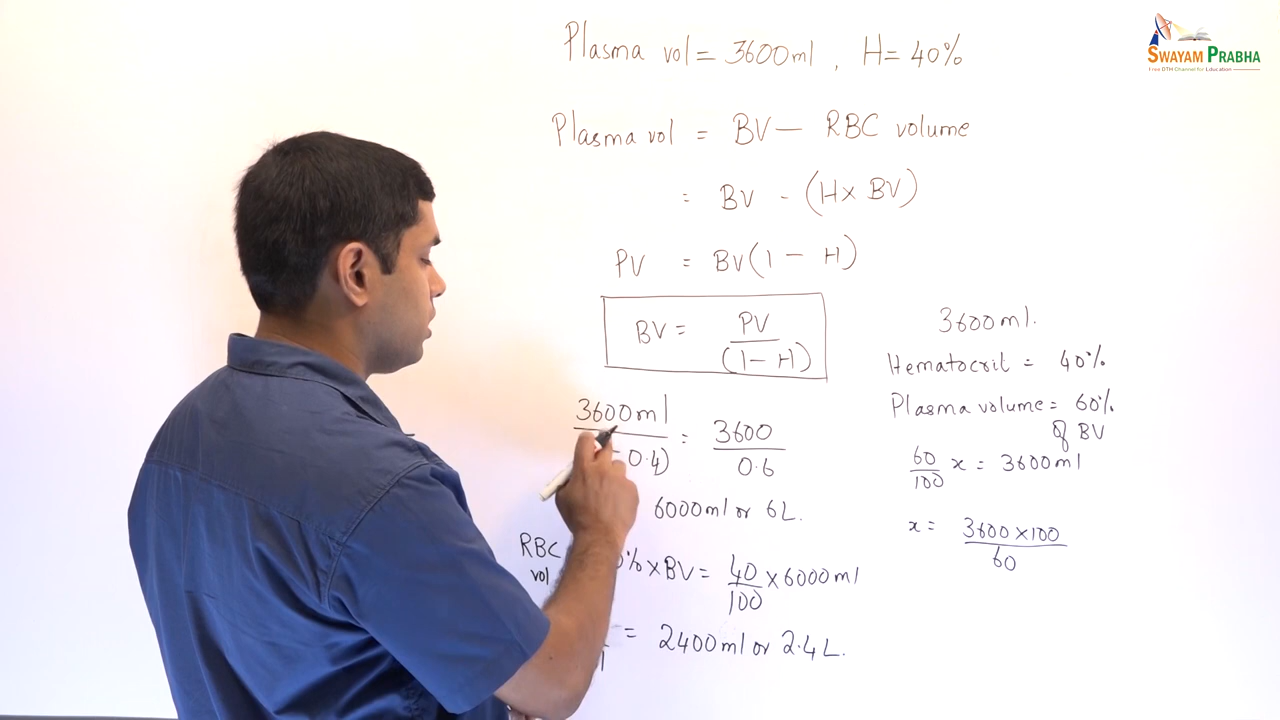 SWAYAM PRABHA
Free DTH Channel for Education
Plasma vol = 3600ml , H = 40%
Plasma vol = BV — RBC volume
= BV - (H × BV)
PV = BV(1 - H)
BV = PV / (1 - H)
3600ml / - 0.4) = 3600 / 0.6
6000ml or 6L.
RBC vol % × BV = 40/100 × 6000ml
= 2400ml or 2.4L.
3600ml.
Hematocrit = 40%
Plasma volume = 60%
of BV
60/100 x = 3600ml
x = 3600×100 / 60